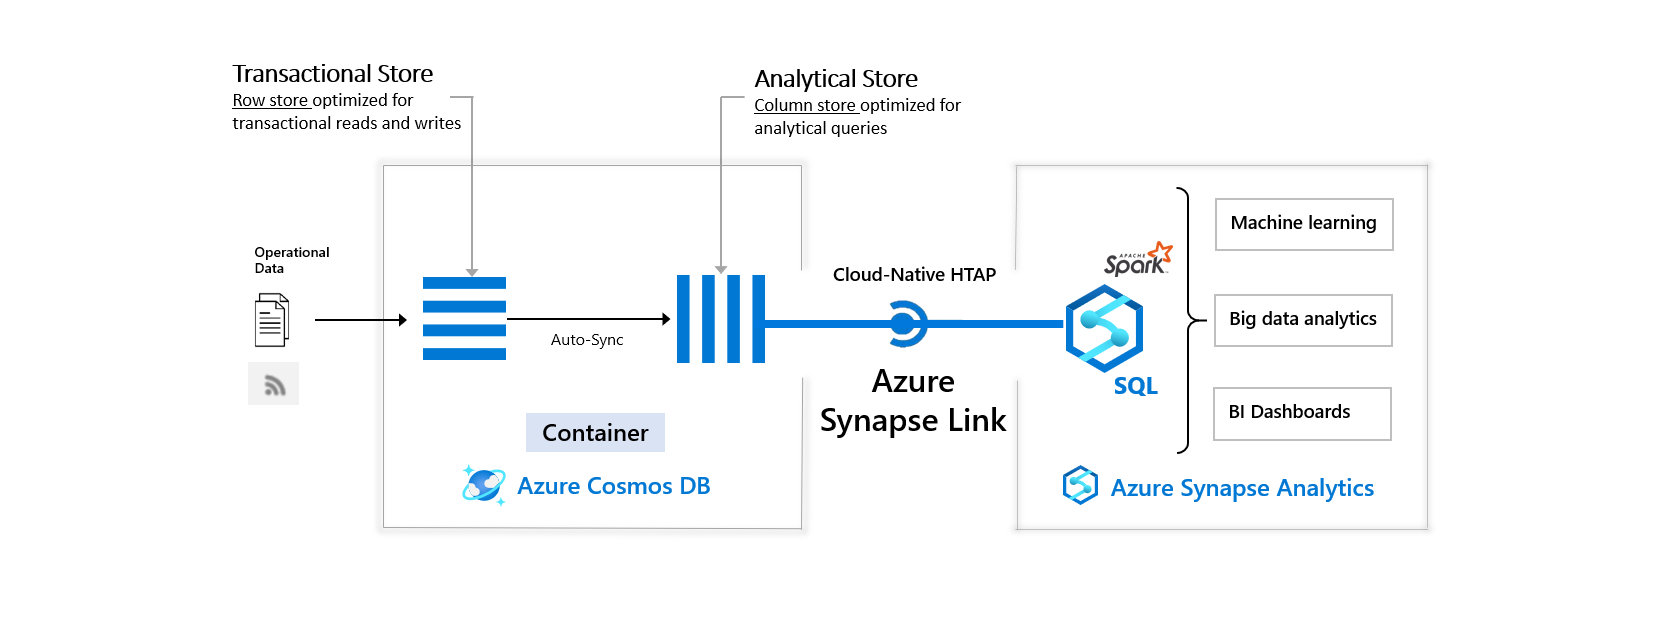 Transactional Store
Row store optimized for
transactional reads and writes
Analytical Store
Column store optimized for
analytical queries
Operational
Data
Auto-Sync
Container
Azure Cosmos DB
Cloud-Native HTAP
Azure
Synapse Link
APACHE
Spark
SQL
Machine learning
Big data analytics
BI Dashboards
Azure Synapse Analytics